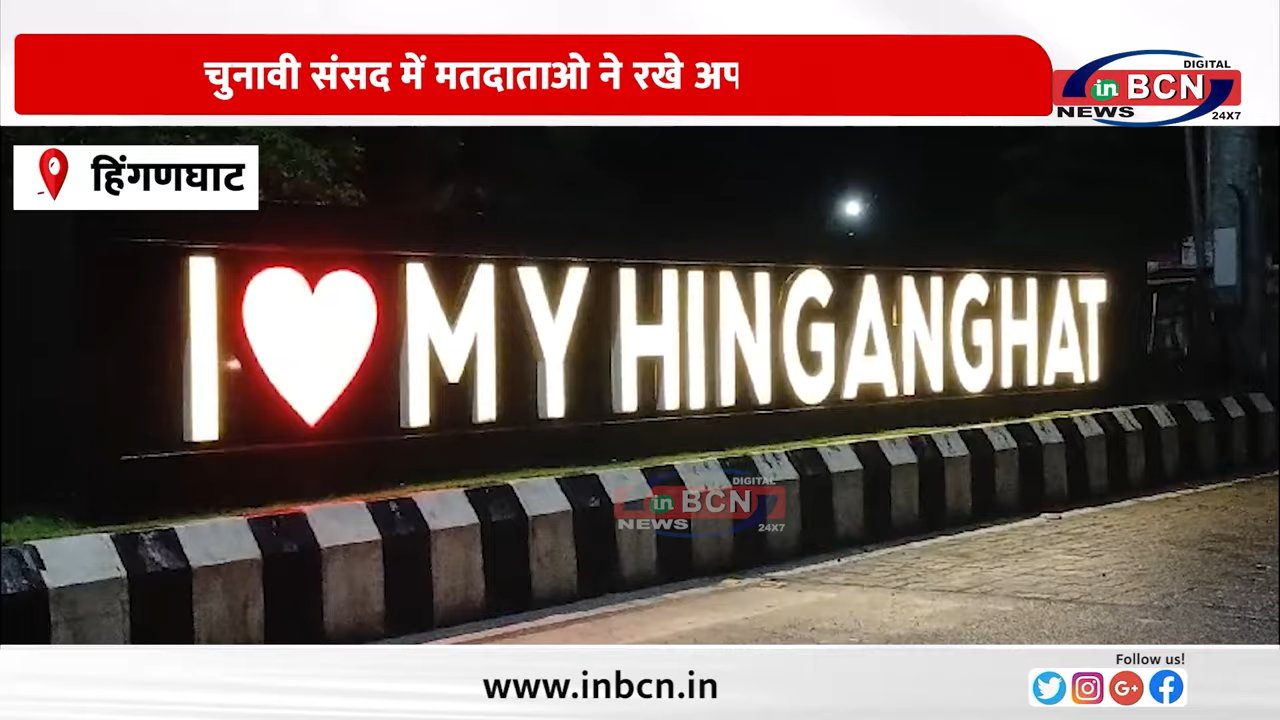 चुनावी संसद में मतदाताओ ने रखे अप
DIGITAL
in BCN
NEWS 24X7
हिंगणघाट
I ♥ MY HINGANGHAT
DIGITAL
in BCN
NEWS 24X7
www.inbcn.in
Follow us!